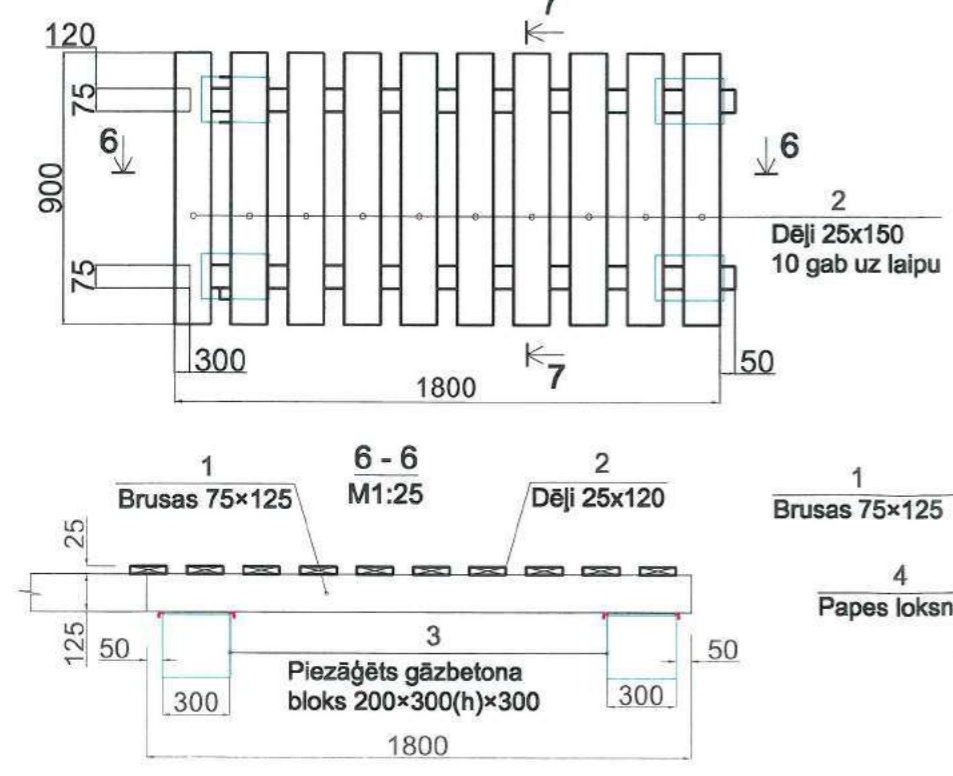 7
120
75
6
6
900
2
Dēļi 25x150
10 gab uz laipu
75
300
50
7
1800
6 - 6
M1:25
1
Brusas 75×125
2
Dēļi 25x120
1
Brusas 75×125
25
4
Papes loksn
125
50
3
50
Piezāģēts gāzbetona
bloks 200×300(h)×300
300
300
1800